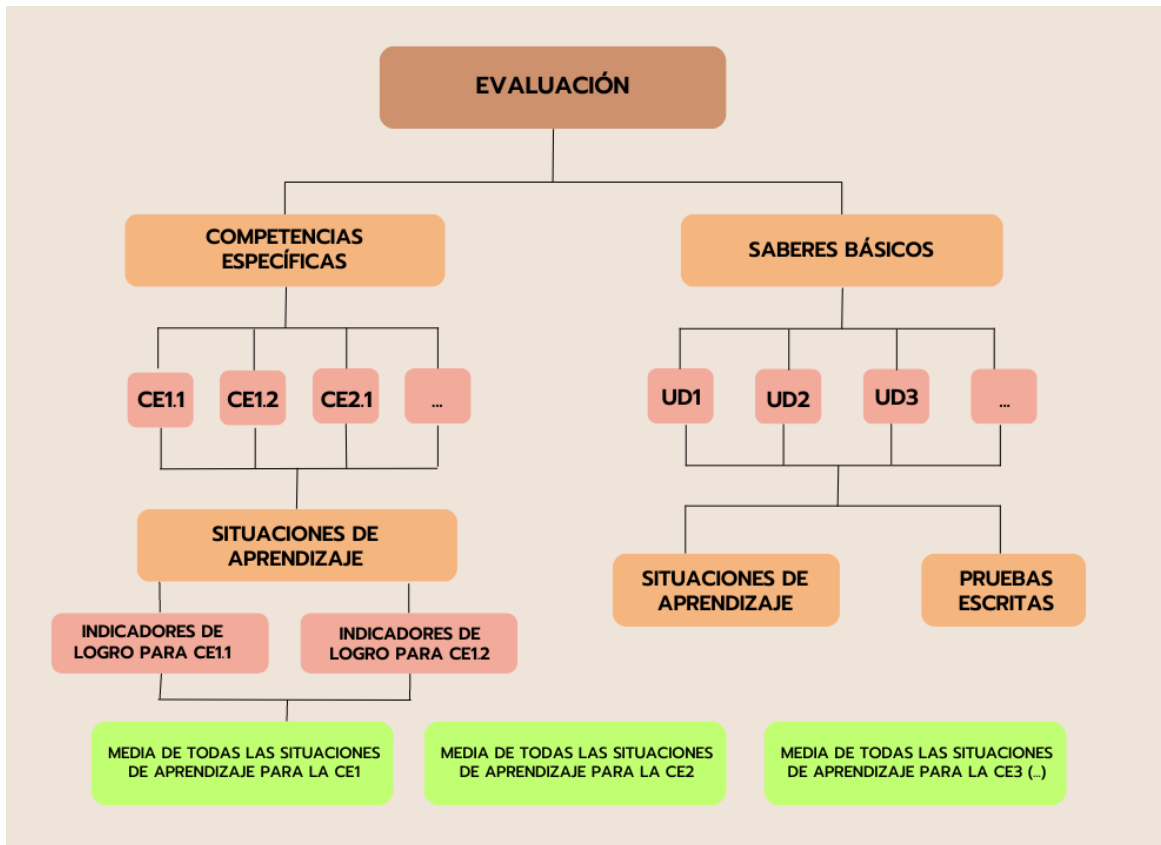 EVALUACIÓN
COMPETENCIAS
ESPECÍFICAS
SABERES BÁSICOS
CE1.1
CE1.2
CE2.1
...
UD1
UD2
UD3
...
SITUACIONES DE
APRENDIZAJE
SITUACIONES DE
APRENDIZAJE
PRUEBAS
ESCRITAS
INDICADORES DE
LOGRO PARA CE1.1
INDICADORES DE
LOGRO PARA CE1.2
MEDIA DE TODAS LAS SITUACIONES
DE APRENDIZAJE PARA LA CE1
MEDIA DE TODAS LAS SITUACIONES
DE APRENDIZAJE PARA LA CE2
MEDIA DE TODAS LAS SITUACIONES
DE APRENDIZAJE PARA LA CE3 (...)